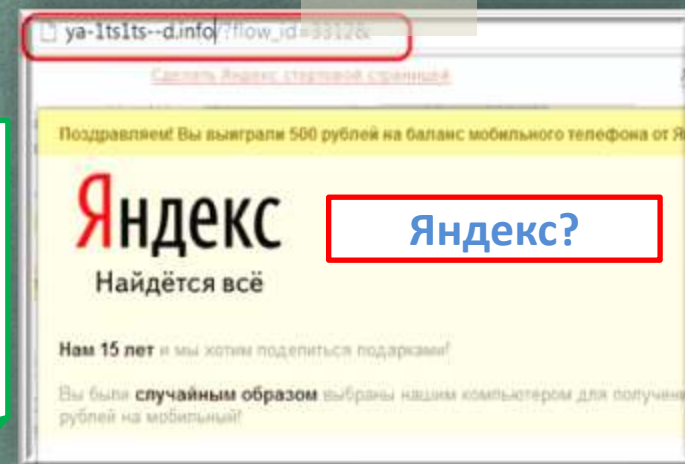 ya-1ts1ts--d.info/?flow_id=3312&
Сделать Яндекс стартовой страницей
Поздравляем! Вы выиграли 500 рублей на баланс мобильного телефона от Я
Яндекс
Яндекс?
Найдётся всё
Нам 15 лет и мы хотим поделиться подарками!
Вы были случайным образом выбраны нашим компьютером для получени
рублей на мобильный!